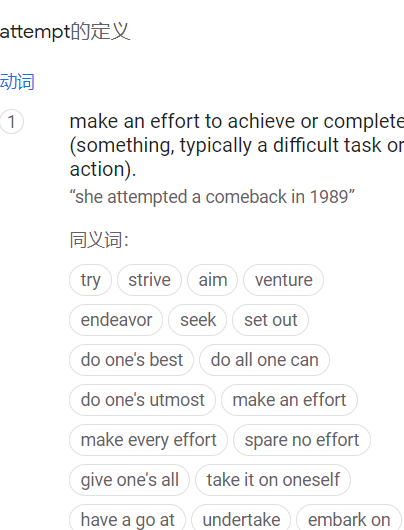 attempt的定义
动词
1
make an effort to achieve or complete
(something, typically a difficult task or
action).
“she attempted a comeback in 1989”
同义词：
try strive aim venture
endeavor seek set out
do one's best do all one can
do one's utmost make an effort
make every effort spare no effort
give one's all take it on oneself
have a go at undertake embark on